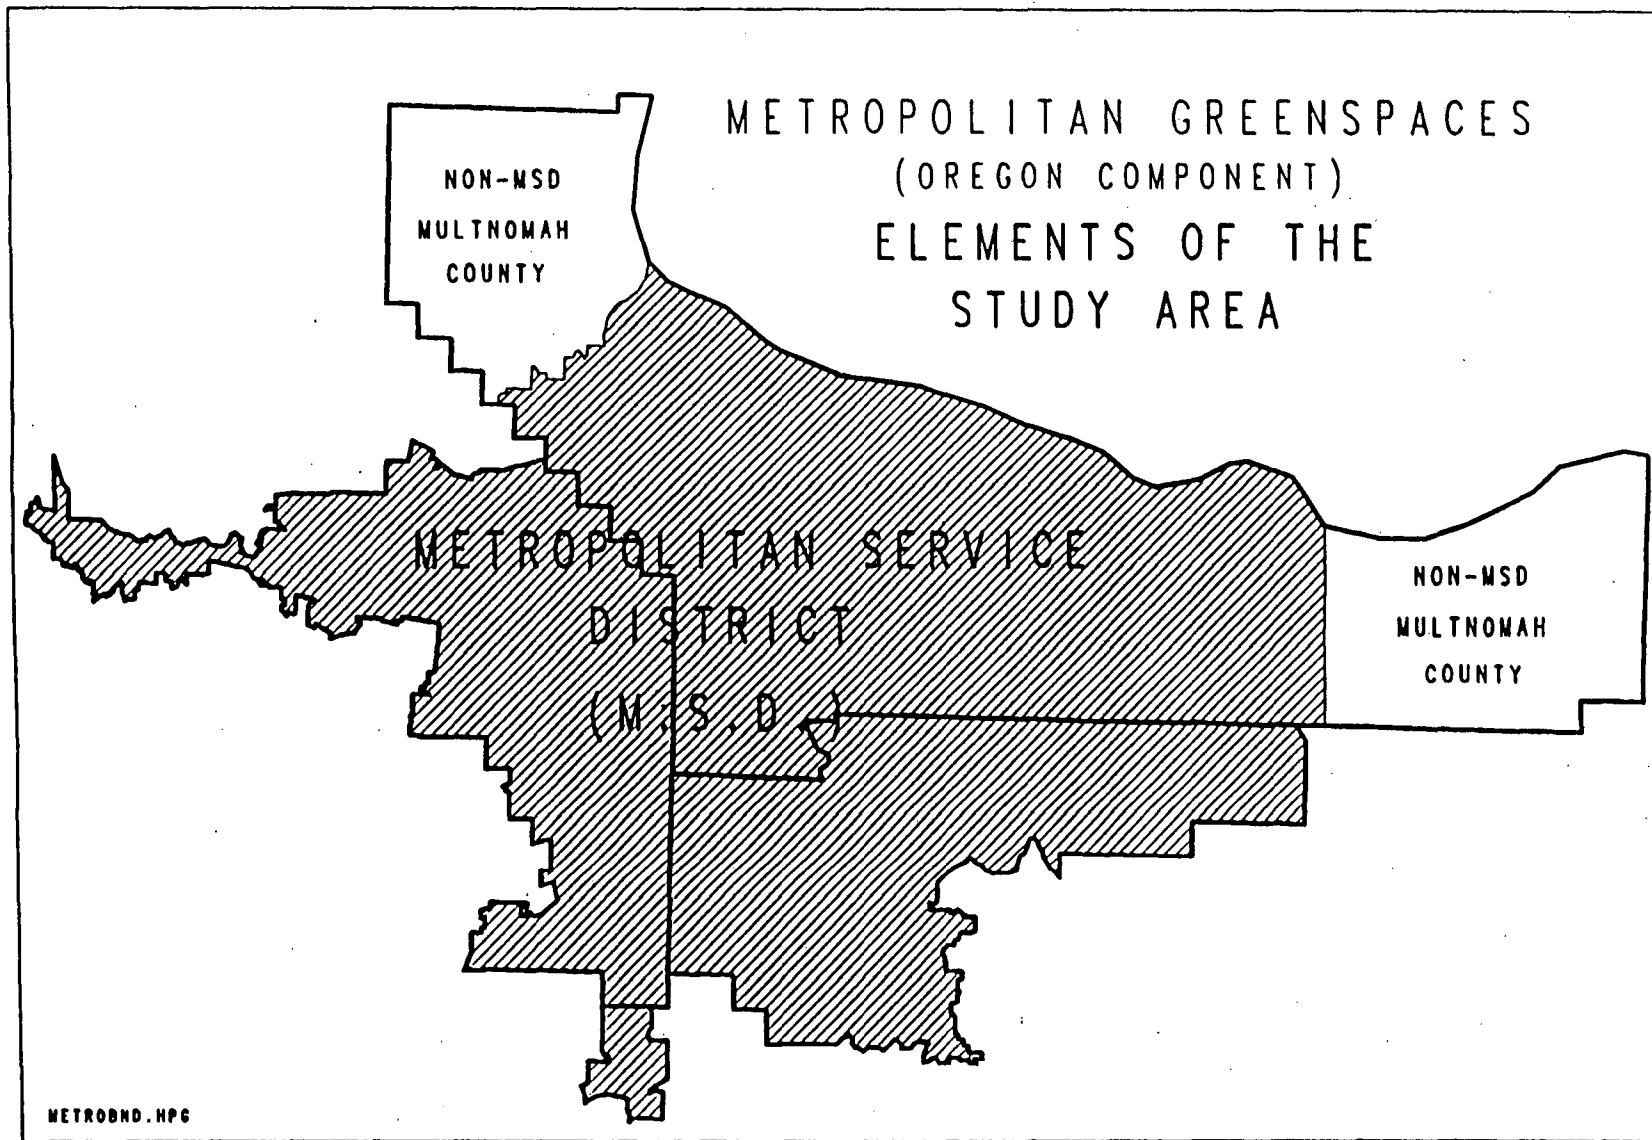 METROPOLITAN GREENSPACES
(OREGON COMPONENT)
ELEMENTS OF THE
STUDY AREA
NON-MSD
MULTNOMAH
COUNTY
METROPOLITAN SERVICE
DISTRICT
(M.S.D.)
NON-MSD
MULTNOMAH
COUNTY
METROBND.HPG